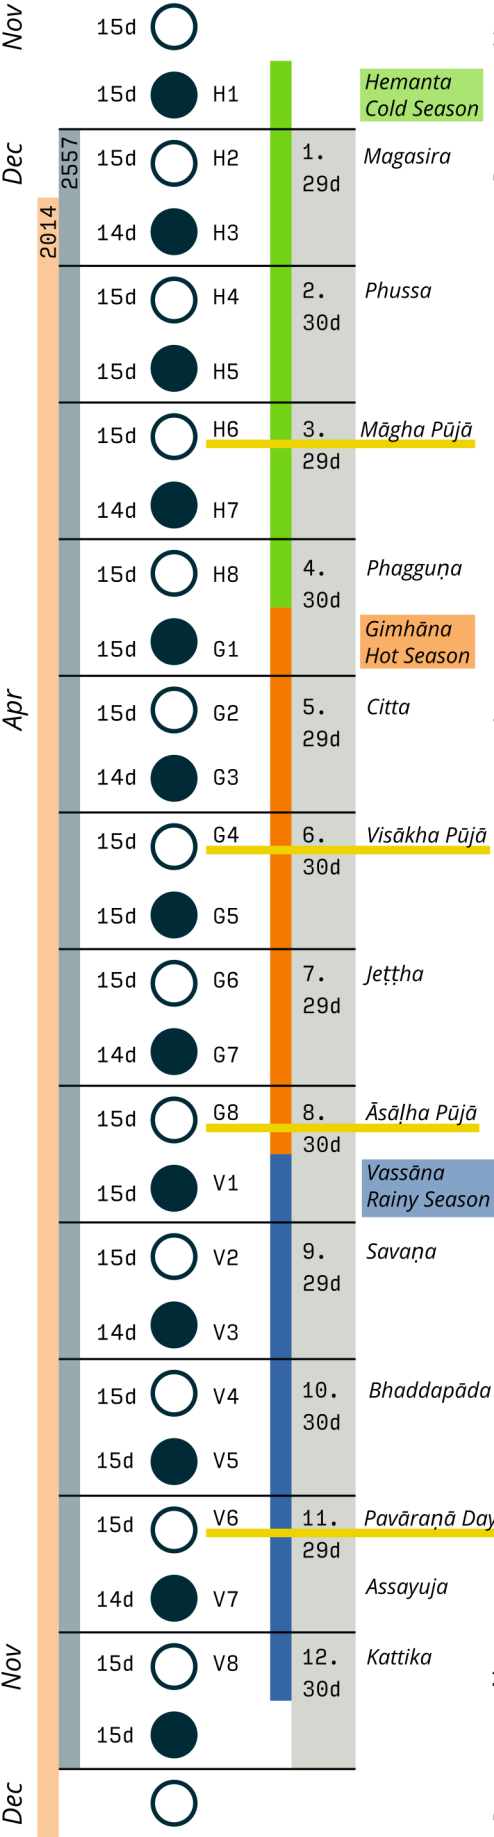 Nov
15d
15d H1
Hemanta
Cold Season
Dec
2557
15d H2 1. Magasira
29d
2014
14d H3
15d H4 2. Phussa
30d
15d H5
15d H6 3. Māgha Pūjā
29d
14d H7
15d H8 4. Phagguṇa
30d
15d G1
Gimhāna
Hot Season
Apr
15d G2 5. Citta
29d
14d G3
15d G4 6. Visākha Pūjā
30d
15d G5
15d G6 7. Jeṭṭha
29d
14d G7
15d G8 8. Āsāḷha Pūjā
30d
15d V1
Vassāna
Rainy Season
15d V2 9. Savaṇa
29d
14d V3
15d V4 10. Bhaddapāda
30d
15d V5
15d V6 11. Pavāraṇā Day
29d
14d V7 Assayuja
Nov
15d V8 12. Kattika
30d
15d
Dec